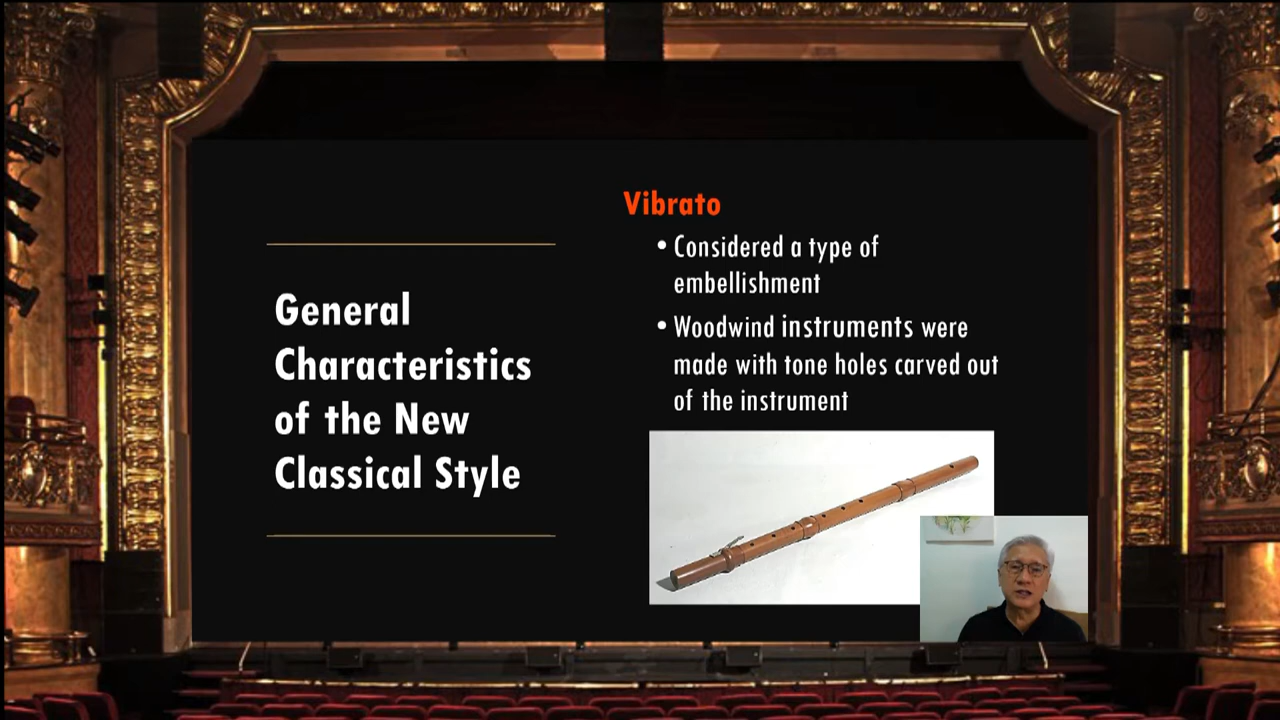 General
Characteristics
of the New
Classical Style
Vibrato
• Considered a type of
embellishment
• Woodwind instruments were
made with tone holes carved out
of the instrument